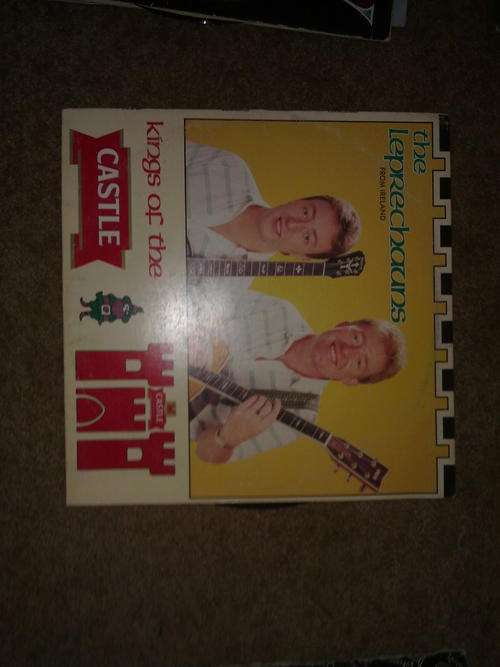 the
leprechauns
FROM IRELAND
kings of the
CASTLE
CASTLE